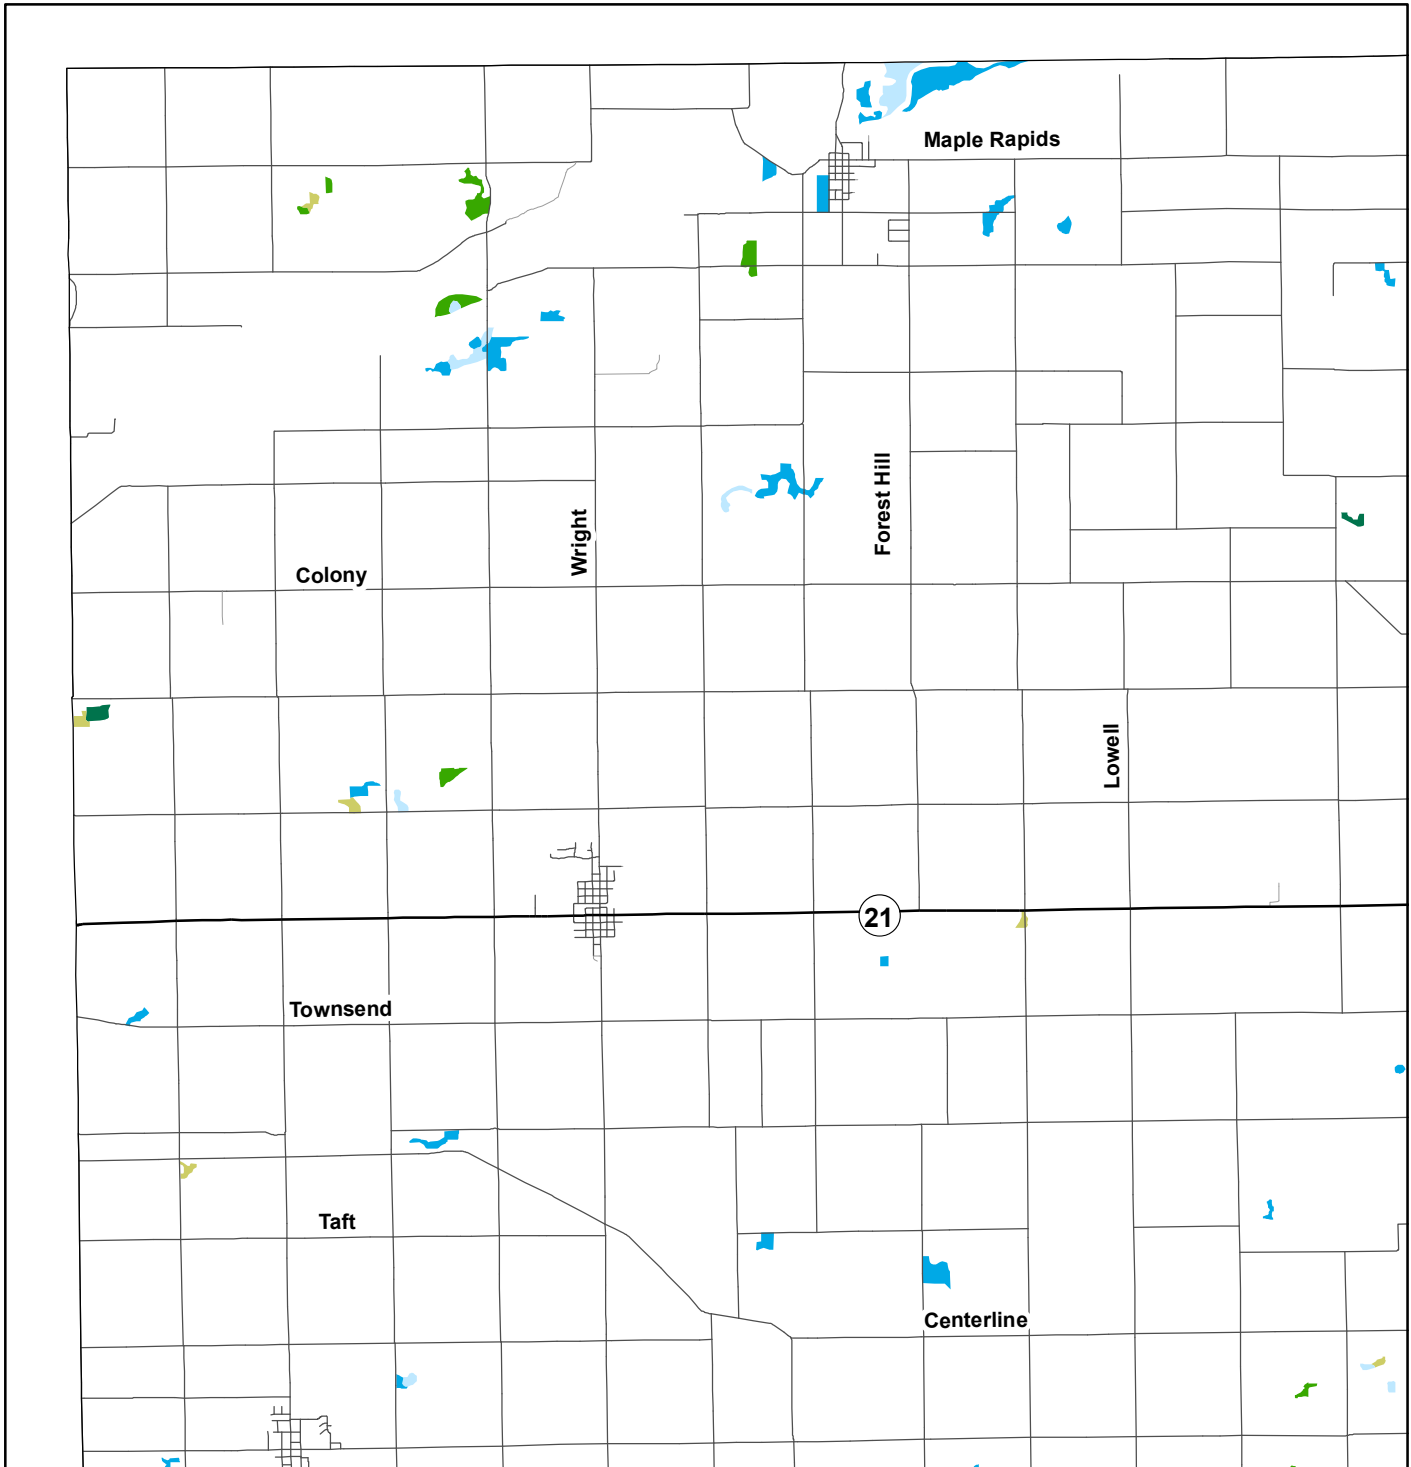 Maple Rapids
Forest Hill
Wright
Colony
Lowell
21
Townsend
Taft
Centerline